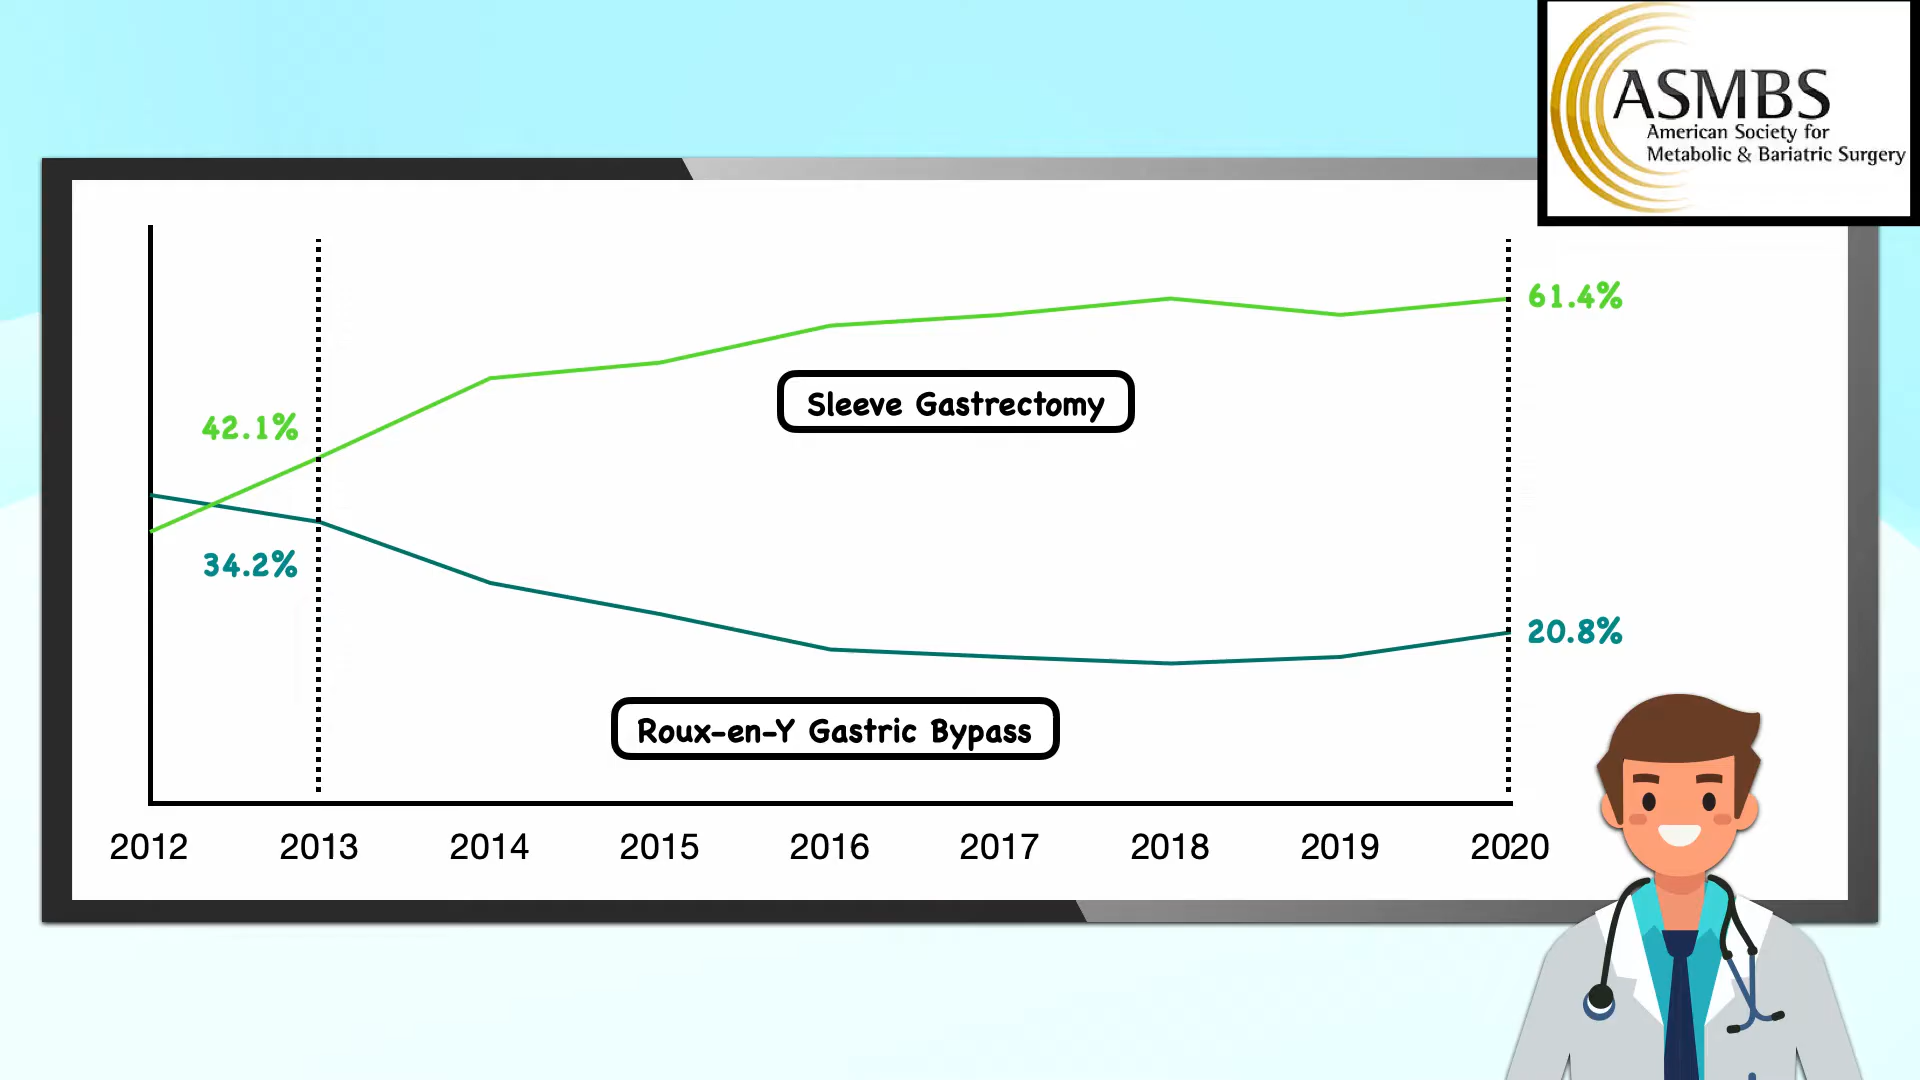 ASMBS
American Society for
Metabolic & Bariatric Surgery
61.4%
42.1%
Sleeve Gastrectomy
34.2%
20.8%
Roux-en-Y Gastric Bypass
2012 2013 2014 2015 2016 2017 2018 2019 2020